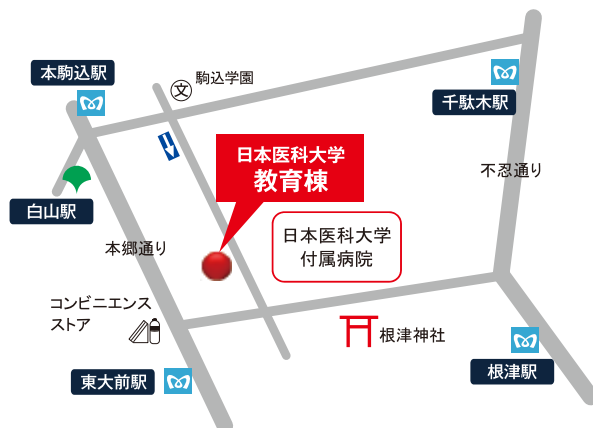 本駒込駅
文
駒込学園
千駄木駅
日本医科大学
教育棟
不忍通り
白山駅
日本医科大学
付属病院
本郷通り
コンビニエンス
ストア
根津神社
東大前駅
根津駅